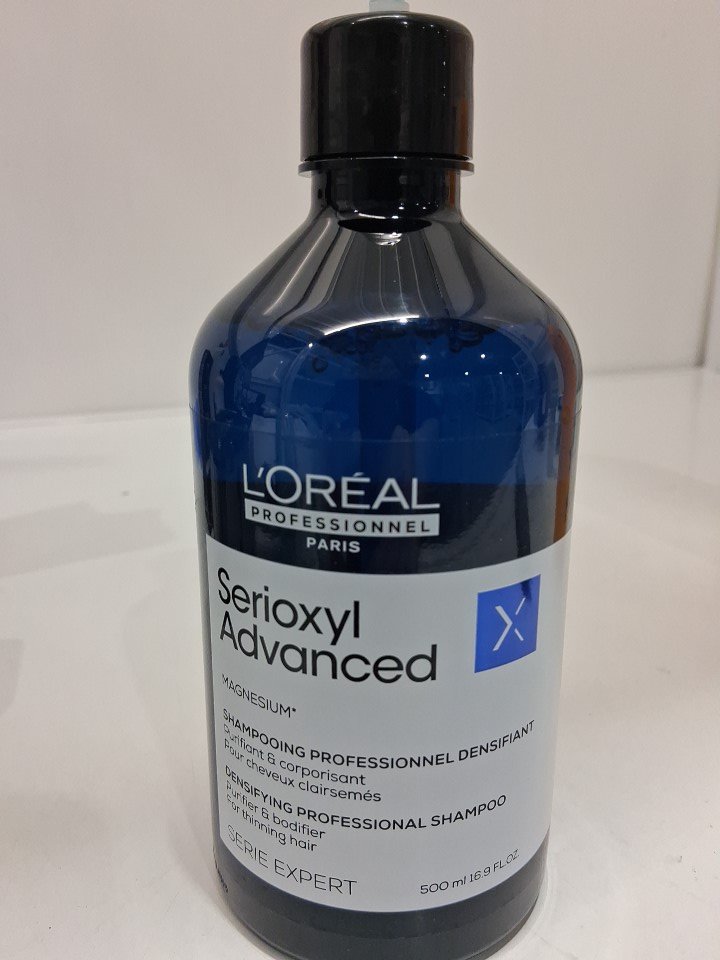 L'ORÉAL
PROFESSIONNEL
PARIS
Serioxyl
Advanced
MAGNESIUM*
SHAMPOOING PROFESSIONNEL DENSIFIANT
Purifiant & corporisant
Pour cheveux clairsemés
DENSIFYING PROFESSIONAL SHAMPOO
Purifier & bodifier
For thinning hair
SERIE EXPERT
500 ml 16.9 FL.OZ.